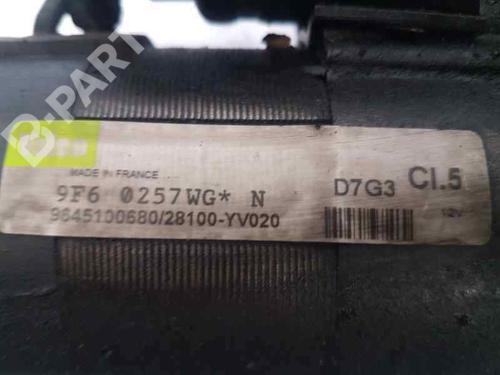 B-PARTS
MADE IN FRANCE
9F6 0257WG* N
9645100680/28100-YV020
D7G3 Cl.5
12V